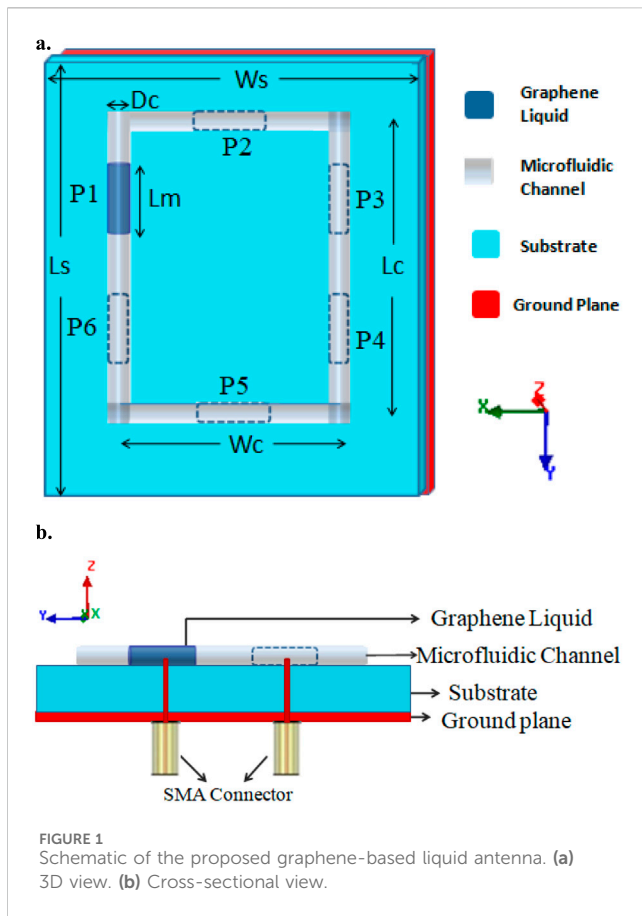 a.
Ws
Dc
P2
P1
Lm
P3
Ls
Lc
P6
P4
P5
Wc
Graphene
Liquid
Microfluidic
Channel
Substrate
Ground Plane
Z
X
Y
b.
Z
Y
X
Graphene Liquid
Microfluidic Channel
Substrate
Ground plane
SMA Connector
FIGURE 1
Schematic of the proposed graphene-based liquid antenna. (a)
3D view. (b) Cross-sectional view.